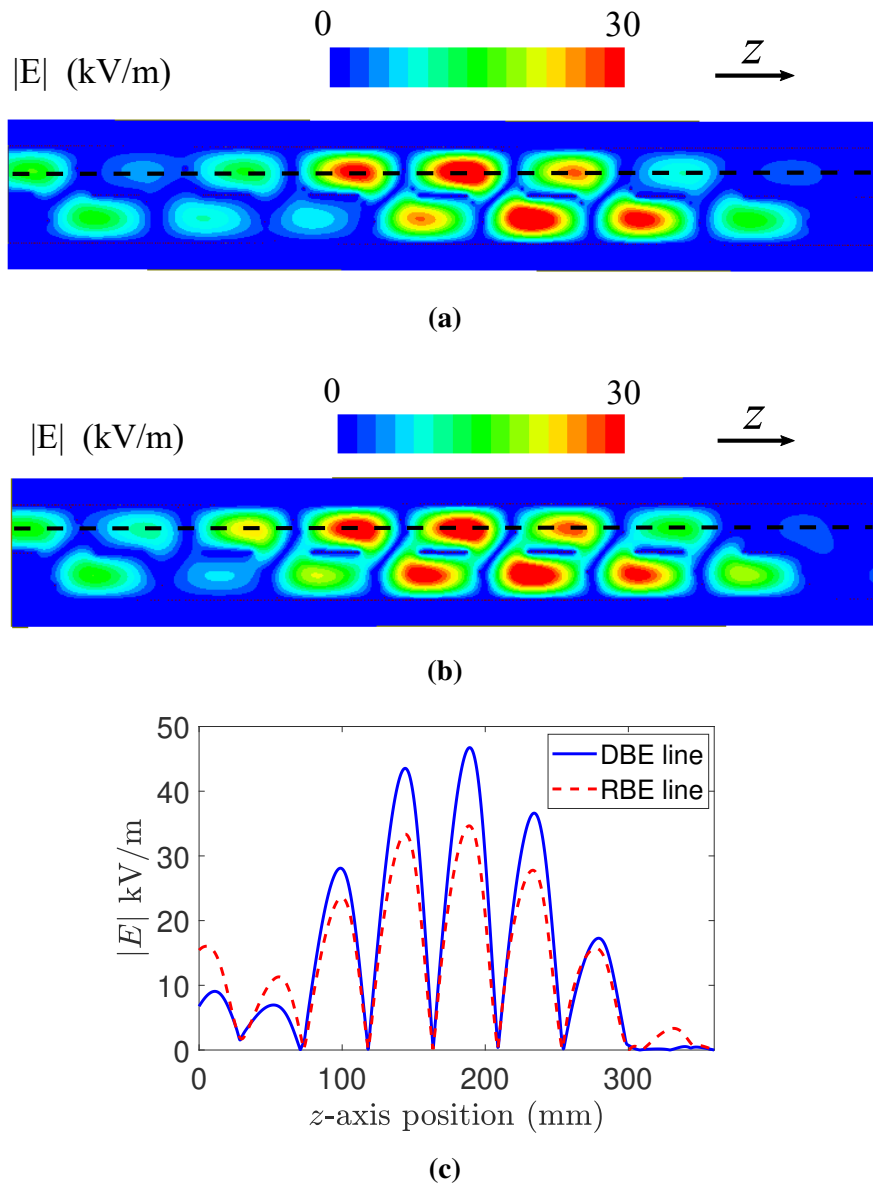 0 30
|E| (kV/m)
z
(a)
0 30
|E| (kV/m)
z
(b)
50
40
30
20
10
0
|E| kV/m
DBE line
RBE line
0 100 200 300
z-axis position (mm)
(c)